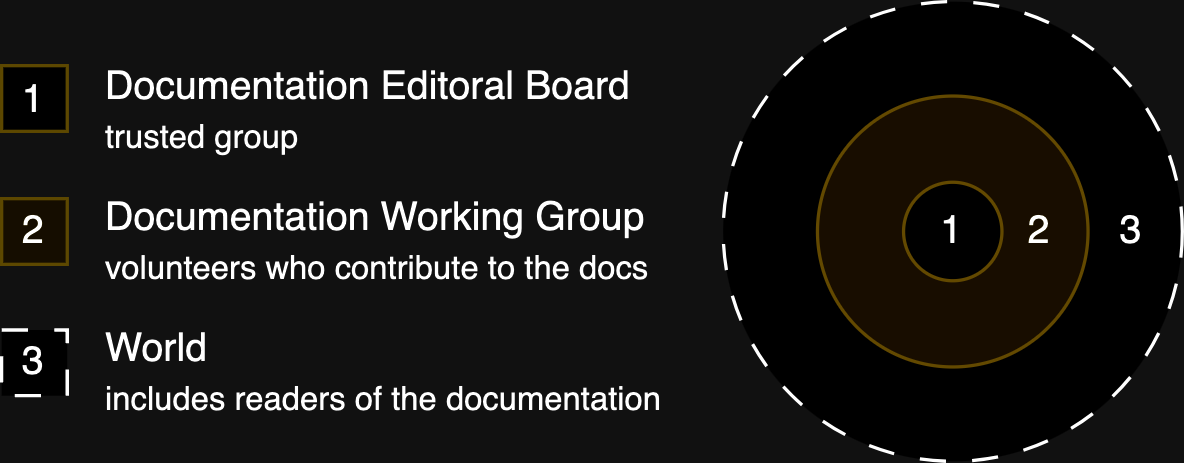 1
Documentation Editoral Board
trusted group
2
Documentation Working Group
volunteers who contribute to the docs
3
World
includes readers of the documentation
1 2 3